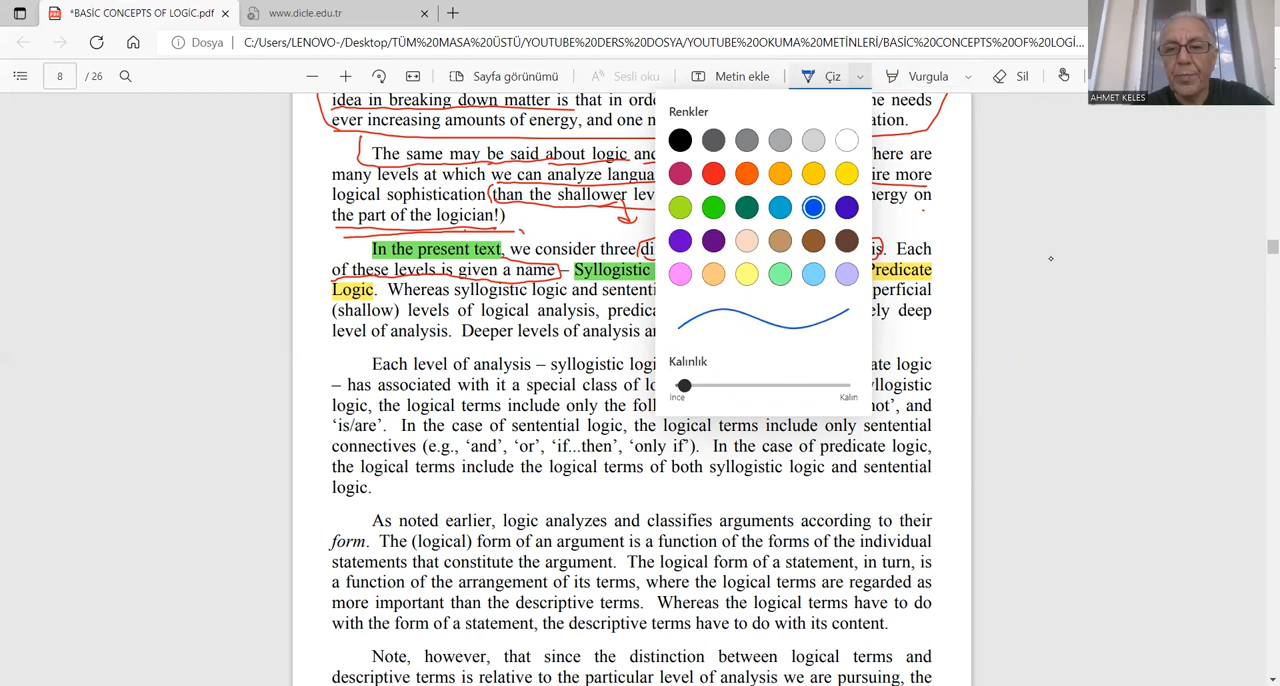 *BASİC CONCEPTS OF LOGİC.pdf
www.dicle.edu.tr
Dosya
C:/Users/LENOVO-/Desktop/TÜM%20MASA%20ÜSTÜ/YOUTUBE%20DERS%20DOSYA/YOUTUBE%20OKUMA%20METİNLERİ/BASİC%20CONCEPTS%20OF%20LOGİ...
8 / 26
Sayfa görünümü
Sesli oku
Metin ekle
Çiz
Vurgula
Sil
AHMET KELES
Renkler
Kalınlık
İnce
Kalın
idea in breaking down matter is that in orde ne needs
ever increasing amounts of energy, and one n ation.
The same may be said about logic and here are
many levels at which we can analyze langua ire more
logical sophistication (than the shallower lev ergy on
the part of the logician!)
In the present text, we consider three di is. Each
of these levels is given a name – Syllogistic Predicate
Logic. Whereas syllogistic logic and sentent perficial
(shallow) levels of logical analysis, predica ely deep
level of analysis. Deeper levels of analysis ar
Each level of analysis – syllogistic logi ate logic
– has associated with it a special class of lo yllogistic
logic, the logical terms include only the foll not’, and
‘is/are’. In the case of sentential logic, the logical terms include only sentential
connectives (e.g., ‘and’, ‘or’, ‘if...then’, ‘only if’). In the case of predicate logic,
the logical terms include the logical terms of both syllogistic logic and sentential
logic.
As noted earlier, logic analyzes and classifies arguments according to their
form. The (logical) form of an argument is a function of the forms of the individual
statements that constitute the argument. The logical form of a statement, in turn, is
a function of the arrangement of its terms, where the logical terms are regarded as
more important than the descriptive terms. Whereas the logical terms have to do
with the form of a statement, the descriptive terms have to do with its content.
Note, however, that since the distinction between logical terms and
descriptive terms is relative to the particular level of analysis we are pursuing, the